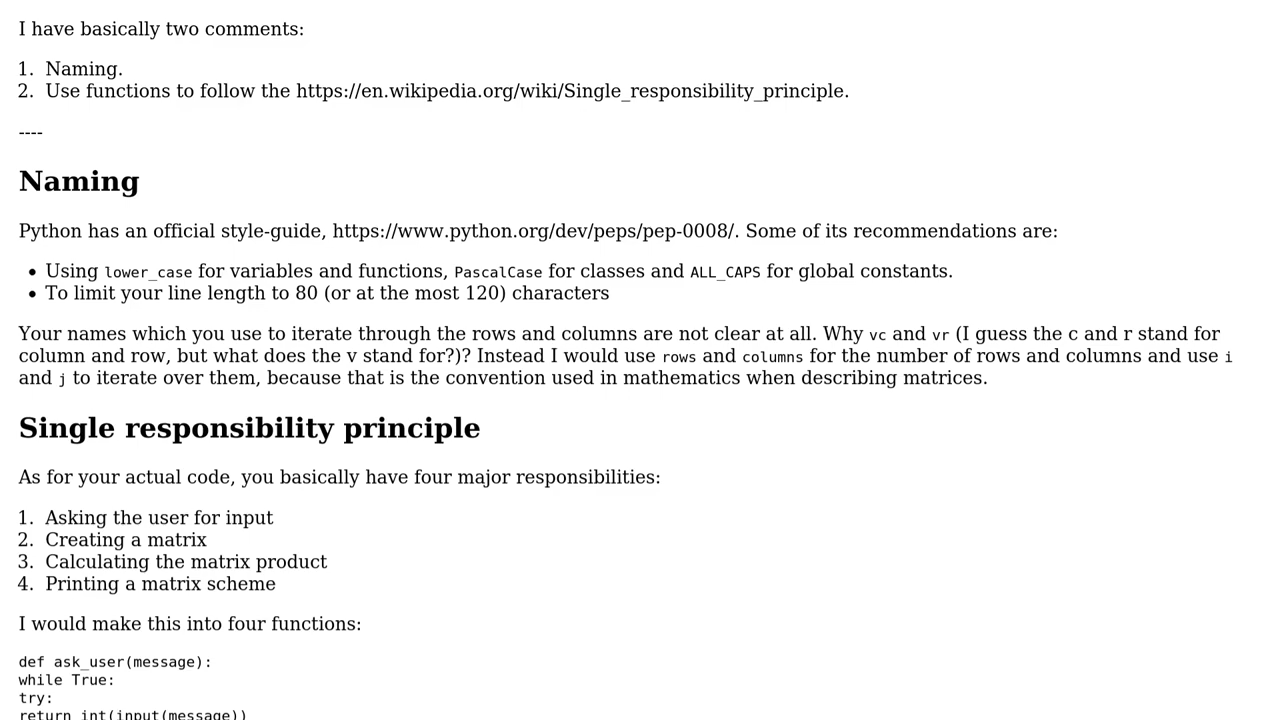 I have basically two comments:
1. Naming.
2. Use functions to follow the https://en.wikipedia.org/wiki/Single_responsibility_principle.
----
Naming
Python has an official style-guide, https://www.python.org/dev/peps/pep-0008/. Some of its recommendations are:
• Using lower_case for variables and functions, PascalCase for classes and ALL_CAPS for global constants.
• To limit your line length to 80 (or at the most 120) characters
Your names which you use to iterate through the rows and columns are not clear at all. Why vc and vr (I guess the c and r stand for
column and row, but what does the v stand for?)? Instead I would use rows and columns for the number of rows and columns and use i
and j to iterate over them, because that is the convention used in mathematics when describing matrices.
Single responsibility principle
As for your actual code, you basically have four major responsibilities:
1. Asking the user for input
2. Creating a matrix
3. Calculating the matrix product
4. Printing a matrix scheme
I would make this into four functions:
def ask_user(message):
while True:
try:
return int(input(message))